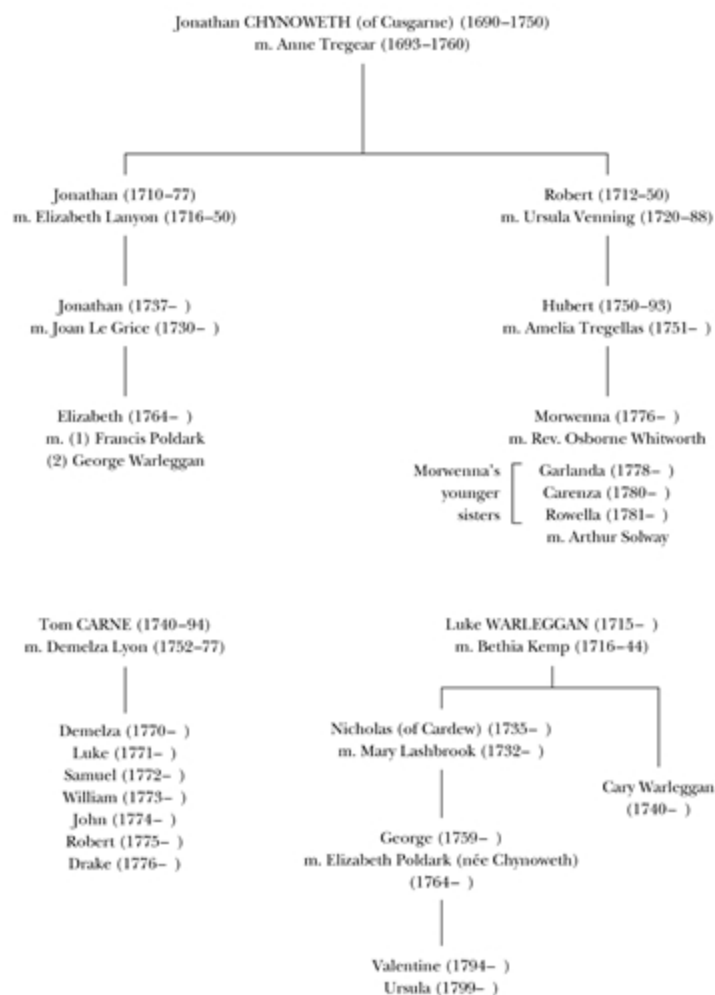 Jonathan CHYNOWETH (of Cusgarne) (1690–1750)
m. Anne Tregear (1693–1760)
Jonathan (1710–77)
m. Elizabeth Lanyon (1716–50)
Robert (1712–50)
m. Ursula Venning (1720–88)
Jonathan (1737– )
m. Joan Le Grice (1730– )
Hubert (1750–93)
m. Amelia Tregellas (1751– )
Elizabeth (1764– )
m. (1) Francis Poldark
(2) George Warleggan
Morwenna (1776– )
m. Rev. Osborne Whitworth
Morwenna's
younger
sisters
Garlanda (1778– )
Carenza (1780– )
Rowella (1781– )
m. Arthur Solway
Tom CARNE (1740–94)
m. Demelza Lyon (1752–77)
Demelza (1770– )
Luke (1771– )
Samuel (1772– )
William (1773– )
John (1774– )
Robert (1775– )
Drake (1776– )
Luke WARLEGGAN (1715– )
m. Bethia Kemp (1716–44)
Nicholas (of Cardew) (1735– )
m. Mary Lashbrook (1732– )
Cary Warleggan
(1740– )
George (1759– )
m. Elizabeth Poldark (née Chynoweth)
(1764– )
Valentine (1794– )
Ursula (1799– )